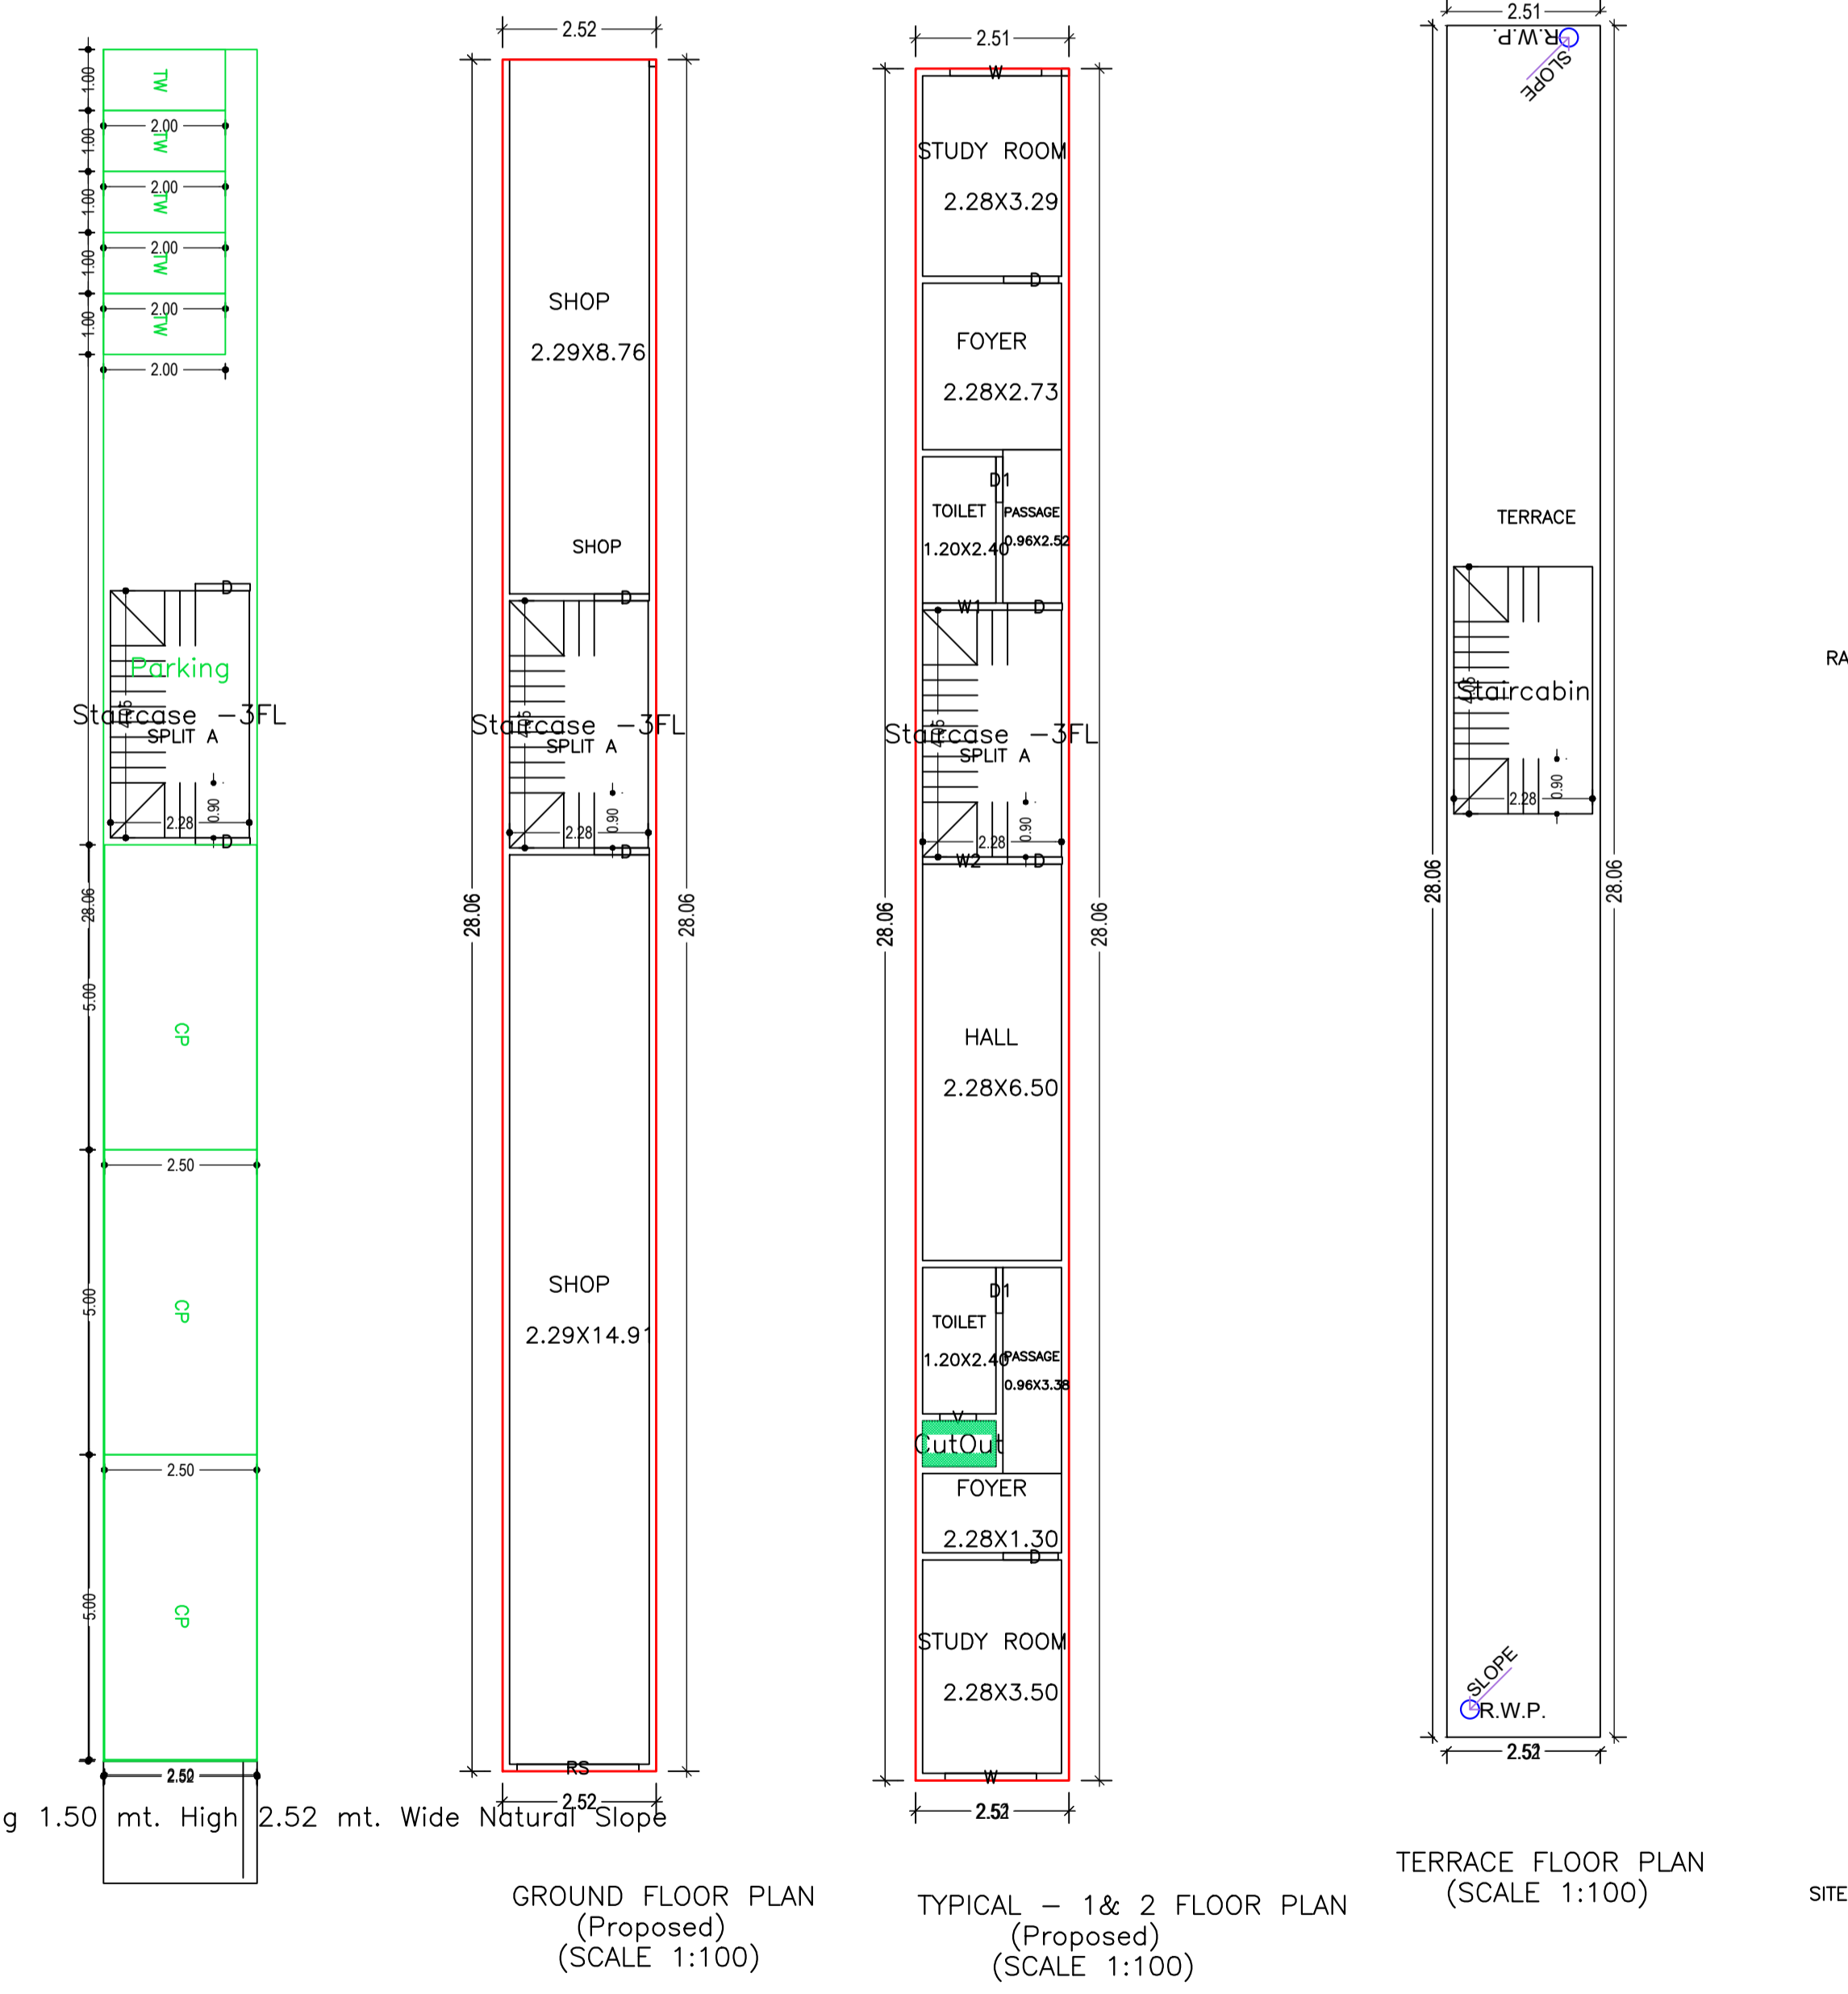 1.00
TW
2.00
1.00
TW
2.00
1.00
TW
2.00
1.00
TW
2.00
1.00
TW
2.00
D
Parking
Staircase -3FL
4.05
SPLIT A
0.90
2.28
D
28.06
5.00
CP
2.50
5.00
CP
2.50
5.00
CP
2.52
g 1.50 mt. High 2.52 mt. Wide Natural Slope
2.52
SHOP
2.29X8.76
SHOP
D
Staircase -3FL
4.05
SPLIT A
0.90
2.28
D
28.06
28.06
SHOP
2.29X14.91
RS
2.52
GROUND FLOOR PLAN
(Proposed)
(SCALE 1:100)
2.51
W
STUDY ROOM
2.28X3.29
D
FOYER
2.28X2.73
D1
TOILET
1.20X2.40
PASSAGE
0.96X2.52
W1
D
Staircase -3FL
4.05
SPLIT A
0.90
2.28
W2
D
28.06
28.06
HALL
2.28X6.50
D1
TOILET
1.20X2.40
PASSAGE
0.96X3.38
V
CutOut
FOYER
2.28X1.30
D
STUDY ROOM
2.28X3.50
W
TYPICAL - 1& 2 FLOOR PLAN
(Proposed)
(SCALE 1:100)
2.51
R.W.P.
SLOPE
TERRACE
4.05
Staircabin
0.90
2.28
28.06
28.06
SLOPE
R.W.P.
TERRACE FLOOR PLAN
(SCALE 1:100)
RA
SITE